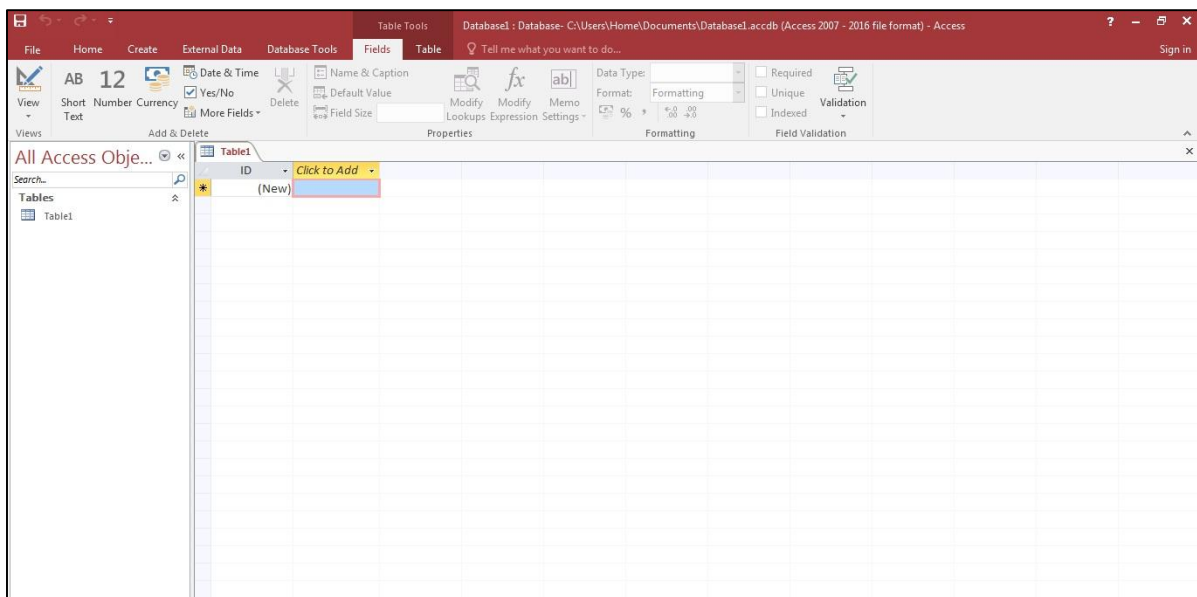 Table Tools Database1 : Database- C:\Users\Home\Documents\Database1.accdb (Access 2007 - 2016 file format) - Access ?
File Home Create External Data Database Tools Fields Table Tell me what you want to do... Sign in
View
AB Short Text
12 Number
Currency
Date & Time
Yes/No
More Fields
Delete
Name & Caption
Default Value
Field Size
Modify Lookups
fx Modify Expression
ab| Memo Settings
Data Type:
Format: Formatting
% , ←.0 .00 .00 →.0
Required
Unique
Indexed
Validation
Views Add & Delete Properties Formatting Field Validation
All Access Obje... «
Search...
Tables
Table1
Table1
ID Click to Add
* (New)